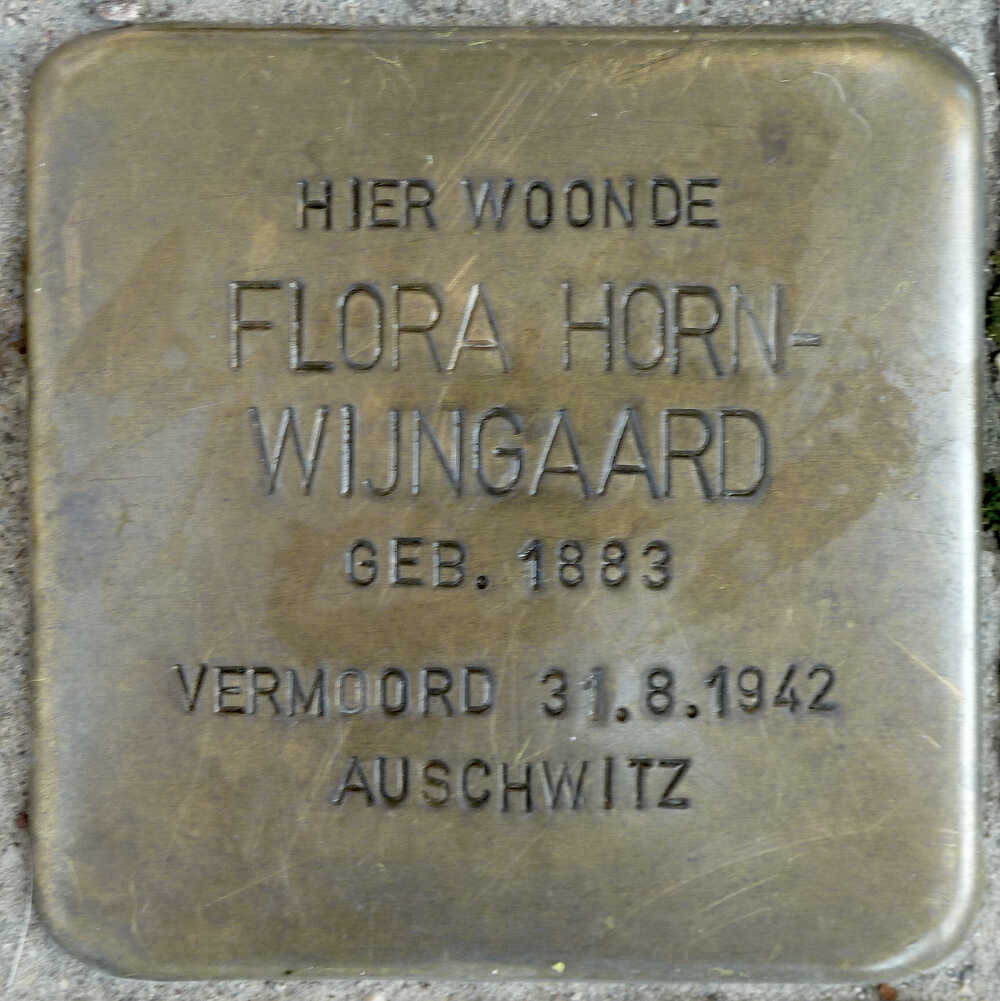 HIER WOONDE
FLORA HORN-
WIJNGAARD
GEB. 1883
VERMOORD 31.8.1942
AUSCHWITZ